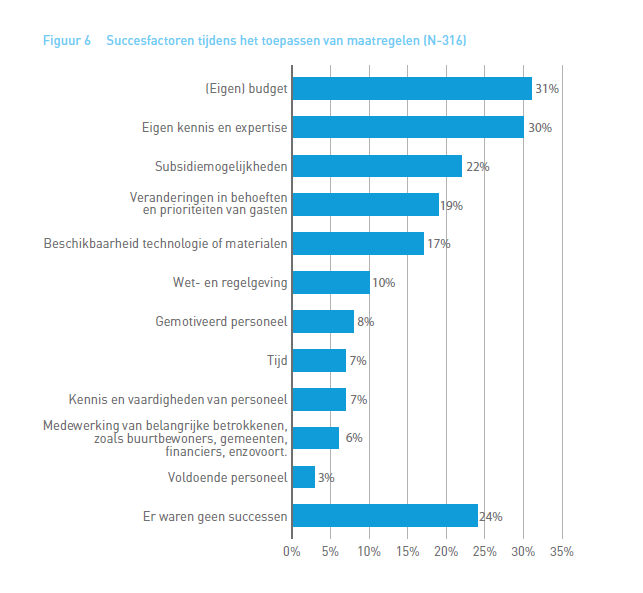 Figuur 6 Succesfactoren tijdens het toepassen van maatregelen (N-316)
(Eigen) budget 31%
Eigen kennis en expertise 30%
Subsidiemogelijkheden 22%
Veranderingen in behoeften
en prioriteiten van gasten 19%
Beschikbaarheid technologie of materialen 17%
Wet- en regelgeving 10%
Gemotiveerd personeel 8%
Tijd 7%
Kennis en vaardigheden van personeel 7%
Medewerking van belangrijke betrokkenen,
zoals buurtbewoners, gemeenten, 6%
financiers, enzovoort.
Voldoende personeel 3%
Er waren geen successen 24%
0% 5% 10% 15% 20% 25% 30% 35%